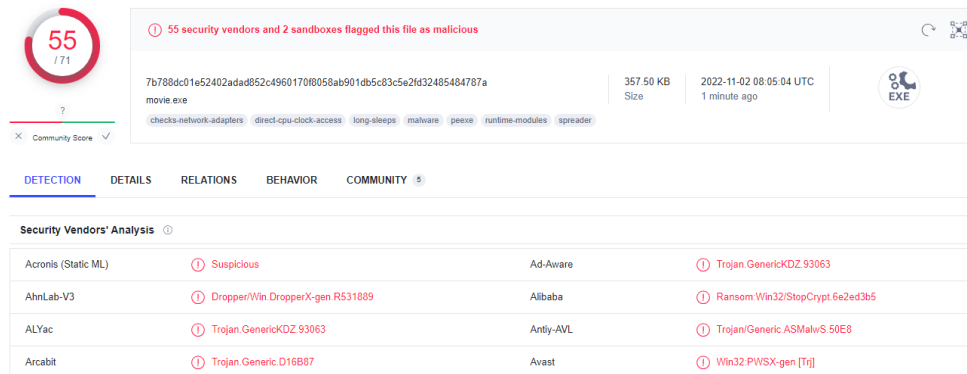 55
/ 71
?
Community Score
55 security vendors and 2 sandboxes flagged this file as malicious
7b788dc01e52402adad852c4960170f8058ab901db5c83c5e2fd32485484787a
movie.exe
checks-network-adapters direct-cpu-clock-access long-sleeps malware peexe runtime-modules spreader
357.50 KB
Size
2022-11-02 08:05:04 UTC
1 minute ago
EXE
DETECTION DETAILS RELATIONS BEHAVIOR COMMUNITY 5
Security Vendors' Analysis
Acronis (Static ML) Suspicious Ad-Aware Trojan.GenericKDZ.93063
AhnLab-V3 Dropper/Win.DropperX-gen.R531889 Alibaba Ransom:Win32/StopCrypt.6e2ed3b5
ALYac Trojan.GenericKDZ.93063 Antiy-AVL Trojan/Generic.ASMalwS.50E8
Arcabit Trojan.Generic.D16B87 Avast Win32:PWSX-gen [Trj]